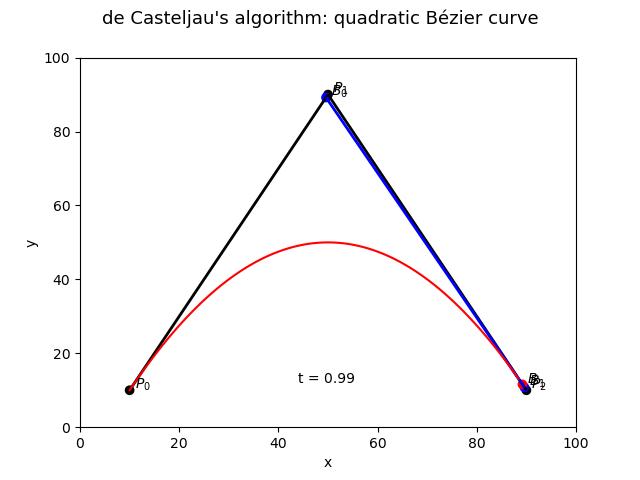 de Casteljau's algorithm: quadratic Bézier curve
100
80
60
40
20
0
y
P₁
B₀
P₀
t = 0.99
P₂
0
20
40
60
80
100
x